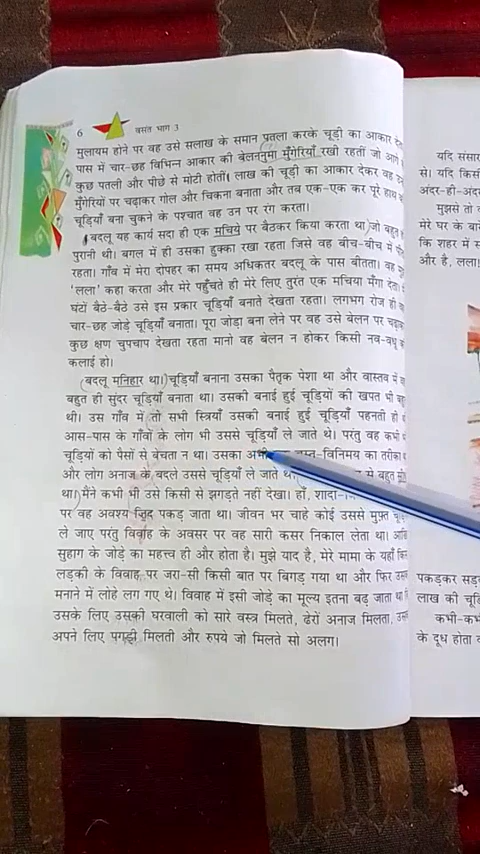 6 वसंत भाग 3
मुलायम होने पर वह उसे सलाख के समान पतला करके चूड़ी का आकार
पास में चार-छह विभिन्न आकार की बेलननुमा मुँगेरियाँ रखी रहतीं जो आगे
कुछ पतली और पीछे से मोटी होतीं। लाख की चूड़ी का आकार देकर वह
मुँगेरियों पर चढ़ाकर गोल और चिकना बनाता और तब एक-एक कर पूरे हाथ
चूड़ियाँ बना चुकने के पश्चात वह उन पर रंग करता।
बदलू यह कार्य सदा ही एक मचिये पर बैठकर किया करता था जो बहुत
पुरानी थी। बगल में ही उसका हुक्का रखा रहता जिसे वह बीच-बीच में
रहता। गाँव में मेरा दोपहर का समय अधिकतर बदलू के पास बीतता। वह
'लला' कहा करता और मेरे पहुँचते ही मेरे लिए तुरंत एक मचिया मँगा देता।
घंटों बैठे-बैठे उसे इस प्रकार चूड़ियाँ बनाते देखता रहता। लगभग रोज़ ही
चार-छह जोड़े चूड़ियाँ बनाता। पूरा जोड़ा बना लेने पर वह उसे बेलन पर
कुछ क्षण चुपचाप देखता रहता मानो वह बेलन न होकर किसी नव-वधू
कलाई हो।
(बदलू मनिहार था।) चूड़ियाँ बनाना उसका पैतृक पेशा था और वास्तव में
बहुत ही सुंदर चूड़ियाँ बनाता था। उसकी बनाई हुई चूड़ियों की खपत भी
थी। उस गाँव में तो सभी स्त्रियाँ उसकी बनाई हुई चूड़ियाँ पहनती ही
आस-पास के गाँवों के लोग भी उससे चूड़ियाँ ले जाते थे। परंतु वह कभी
चूड़ियों को पैसों से बेचता न था। उसका वस्तु-विनिमय का तरीका
और लोग अनाज के बदले उससे चूड़ियाँ ले जाते से बहुत
था।) मैंने कभी भी उसे किसी से झगड़ते नहीं देखा। हाँ,
पर वह अवश्य ज़िद पकड़ जाता था। जीवन भर चाहे कोई उससे मुफ़्त
ले जाए परंतु विवाह के अवसर पर वह सारी कसर निकाल लेता था।
सुहाग के जोड़े का महत्त्व ही और होता है। मुझे याद है, मेरे मामा के यहाँ
लड़की के विवाह पर जरा-सी किसी बात पर बिगड़ गया था और फिर
मनाने में लोहे लग गए थे। विवाह में इसी जोड़े का मूल्य इतना बढ़ जाता था
उसके लिए उसकी घरवाली को सारे वस्त्र मिलते, ढेरों अनाज मिलता,
अपने लिए पगड़ी मिलती और रुपये जो मिलते सो अलग।
यदि संसार
से। यदि किसी
अंदर-ही-अंदर
मुझसे तो
मेरे घर के
कि शहर में
और है, लला!
पकड़कर
लाख की
कभी-कभी
के दूध होता